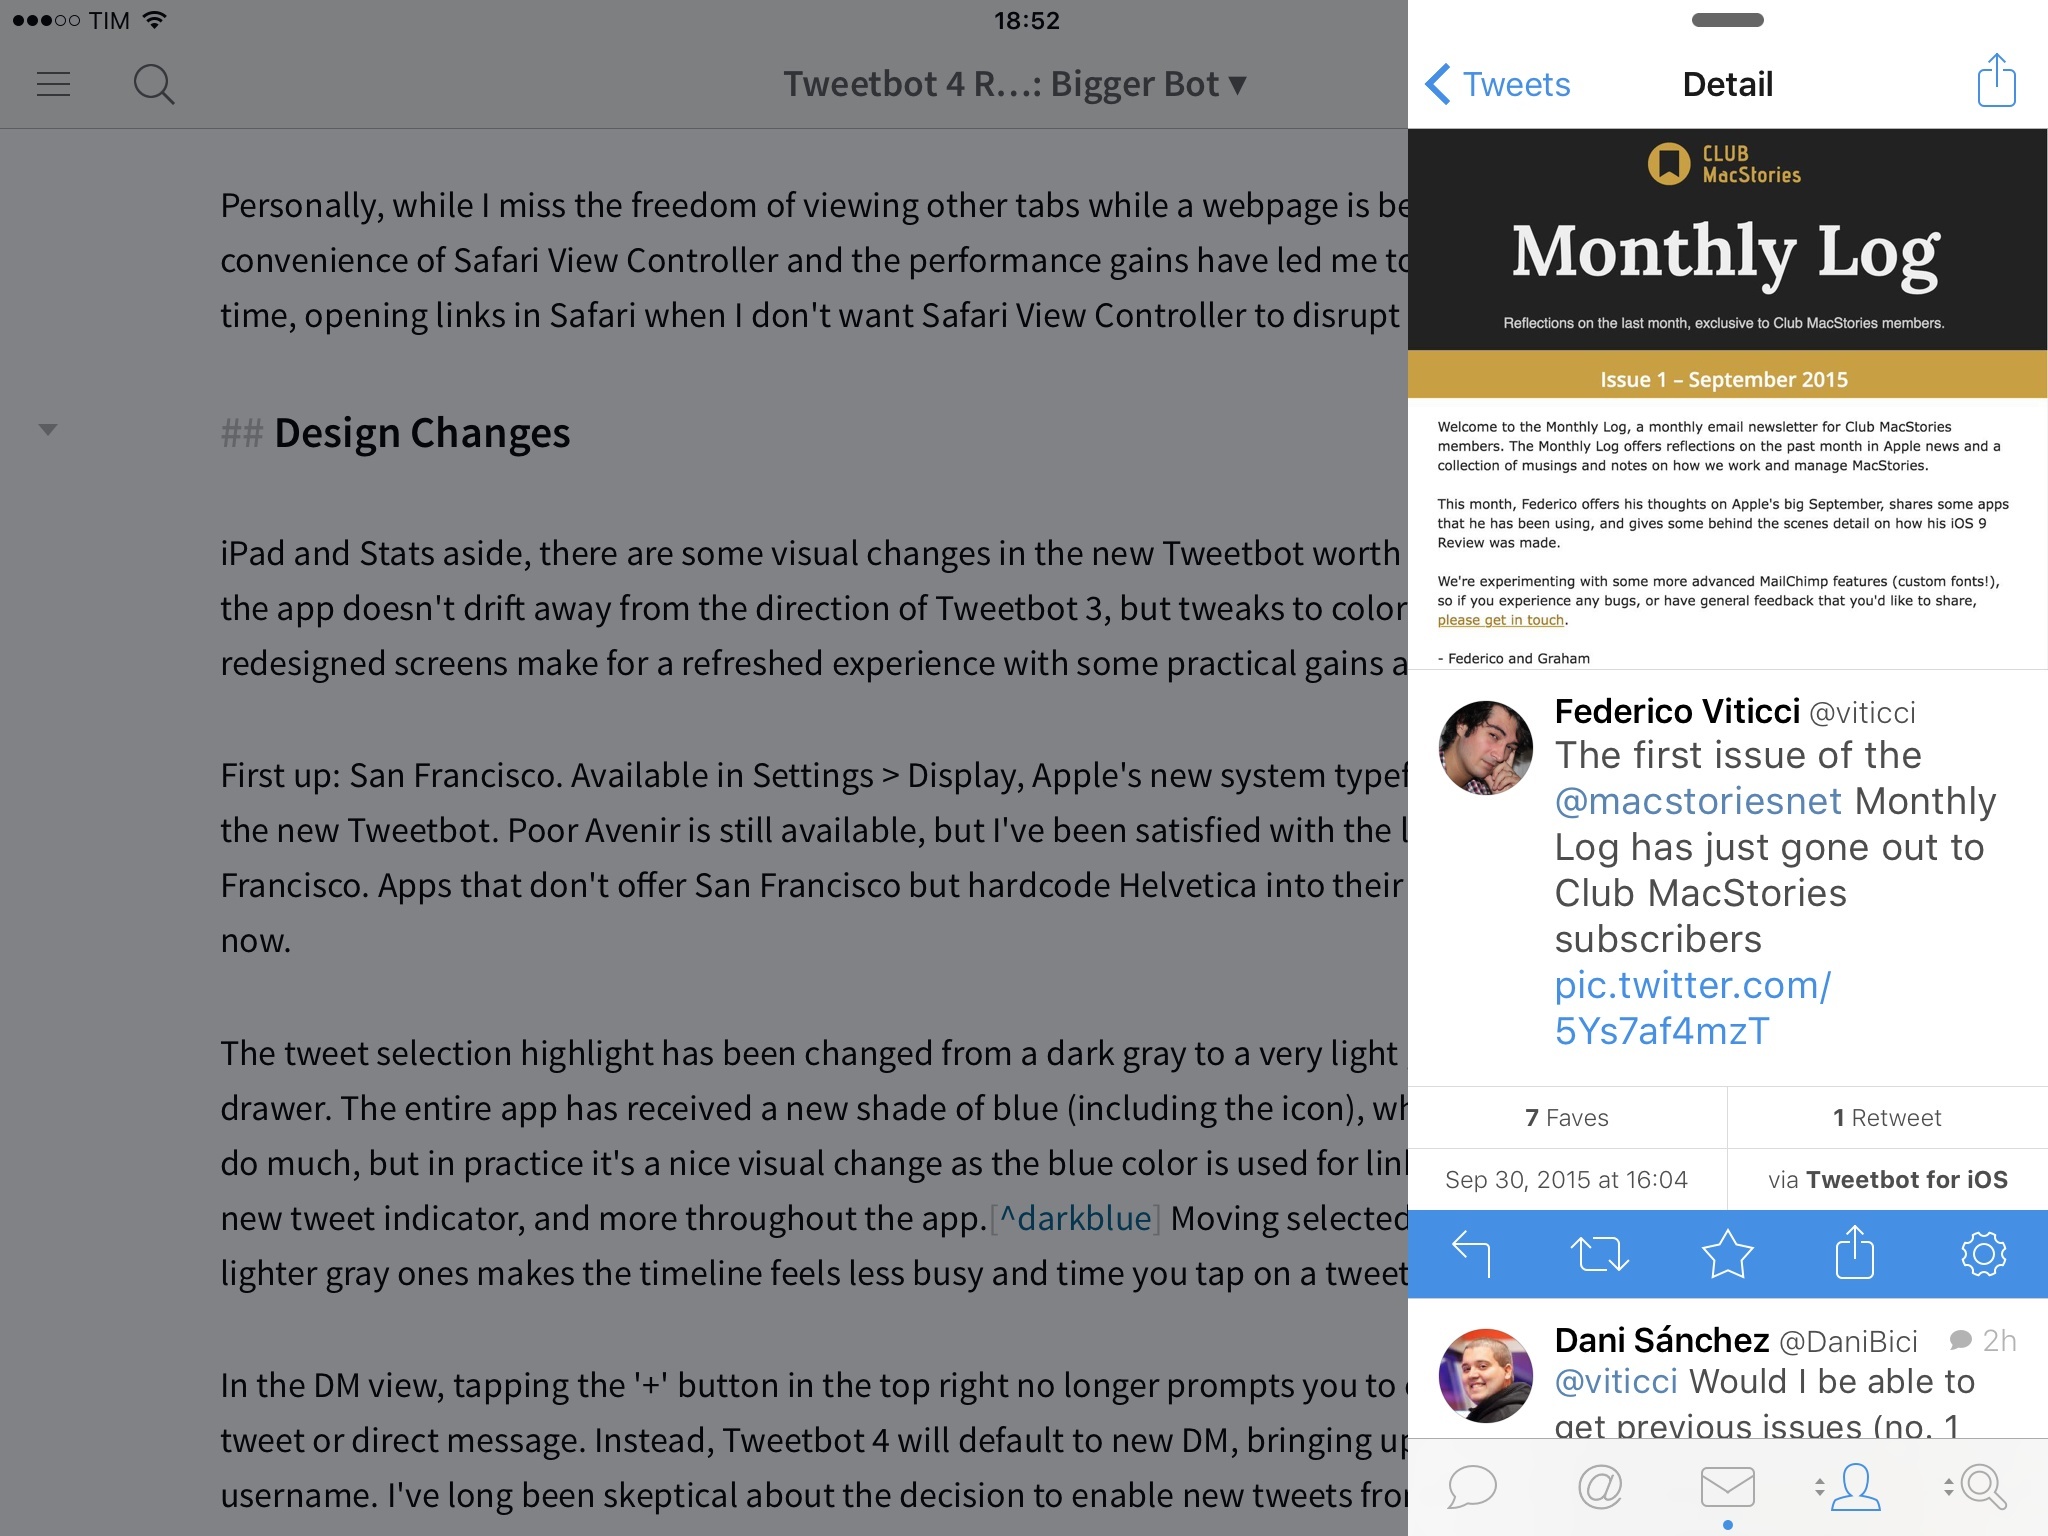 TIM
18:52
Tweetbot 4 R…: Bigger Bot ▾
Personally, while I miss the freedom of viewing other tabs while a webpage is
convenience of Safari View Controller and the performance gains have led me
time, opening links in Safari when I don't want Safari View Controller to disrupt
## Design Changes
iPad and Stats aside, there are some visual changes in the new Tweetbot worth
the app doesn't drift away from the direction of Tweetbot 3, but tweaks to color
redesigned screens make for a refreshed experience with some practical gains
First up: San Francisco. Available in Settings > Display, Apple's new system
the new Tweetbot. Poor Avenir is still available, but I've been satisfied with the
Francisco. Apps that don't offer San Francisco but hardcode Helvetica into their
now.
The tweet selection highlight has been changed from a dark gray to a very light
drawer. The entire app has received a new shade of blue (including the icon),
do much, but in practice it's a nice visual change as the blue color is used for
new tweet indicator, and more throughout the app.[^darkblue] Moving selected
lighter gray ones makes the timeline feels less busy and time you tap on a tweet
In the DM view, tapping the '+' button in the top right no longer prompts you to
tweet or direct message. Instead, Tweetbot 4 will default to new DM, bringing
username. I've long been skeptical about the decision to enable new tweets
Tweets
Detail
CLUB
MacStories
Monthly Log
Reflections on the last month, exclusive to Club MacStories members.
Issue 1 – September 2015
Welcome to the Monthly Log, a monthly email newsletter for Club MacStories
members. The Monthly Log offers reflections on the past month in Apple news and a
collection of musings and notes on how we work and manage MacStories.
This month, Federico offers his thoughts on Apple's big September, shares some apps
that he has been using, and gives some behind the scenes detail on how his iOS 9
Review was made.
We're experimenting with some more advanced MailChimp features (custom fonts!),
so if you experience any bugs, or have general feedback that you'd like to share,
please get in touch.
- Federico and Graham
Federico Viticci @viticci
The first issue of the
@macstoriesnet Monthly
Log has just gone out to
Club MacStories
subscribers
pic.twitter.com/
5Ys7af4mzT
7 Faves
1 Retweet
Sep 30, 2015 at 16:04
via Tweetbot for iOS
Dani Sánchez @DaniBici 2h
@viticci Would I be able to
get previous issues (no. 1